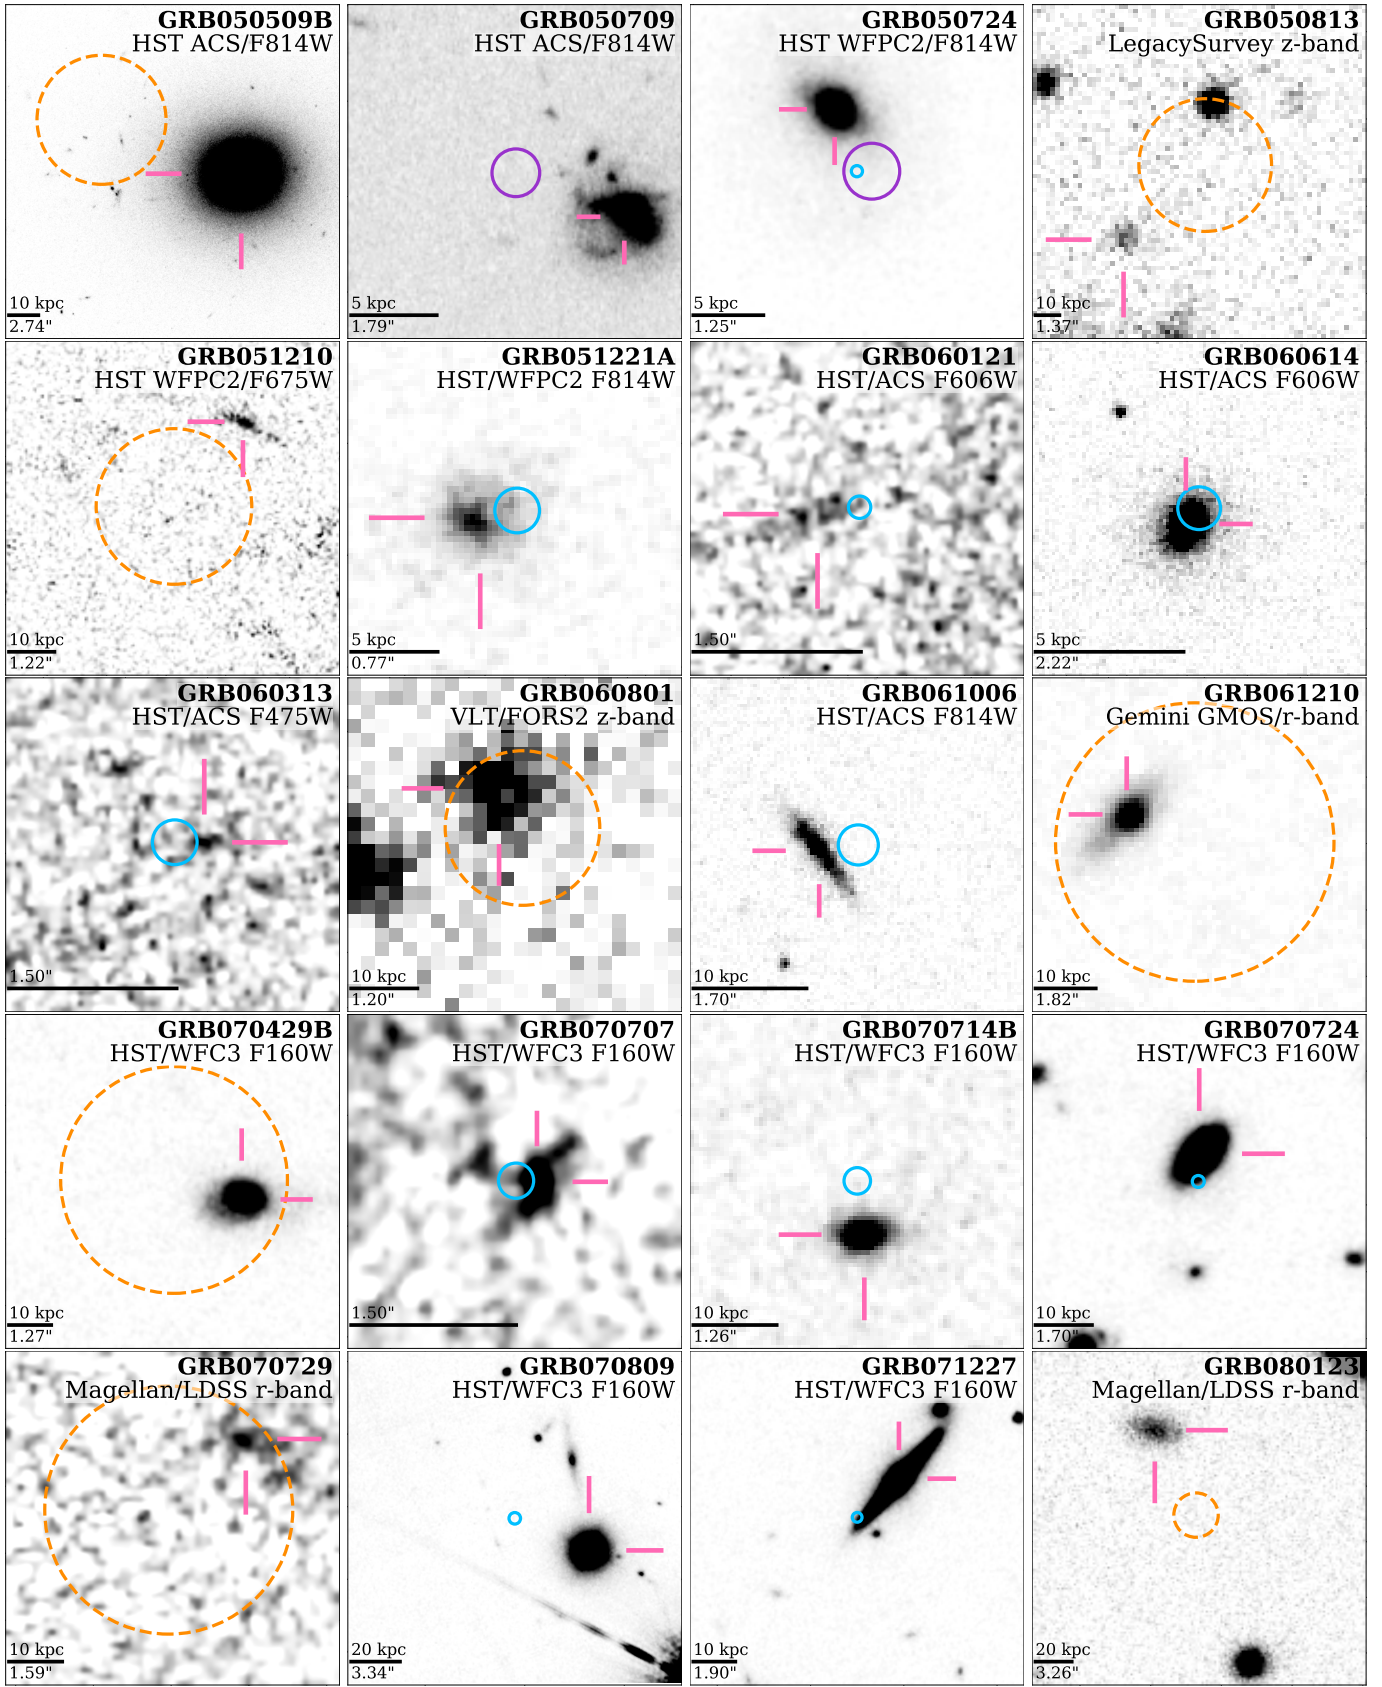 GRB050509B
HST ACS/F814W
10 kpc
2.74"
GRB050709
HST ACS/F814W
5 kpc
1.79"
GRB050724
HST WFPC2/F814W
5 kpc
1.25"
GRB050813
LegacySurvey z-band
10 kpc
1.37"
GRB051210
HST WFPC2/F675W
10 kpc
1.22"
GRB051221A
HST/WFPC2 F814W
5 kpc
0.77"
GRB060121
HST/ACS F606W
1.50"
GRB060614
HST/ACS F606W
5 kpc
2.22"
GRB060313
HST/ACS F475W
1.50"
GRB060801
VLT/FORS2 z-band
10 kpc
1.20"
GRB061006
HST/ACS F814W
10 kpc
1.70"
GRB061210
Gemini GMOS/r-band
10 kpc
1.82"
GRB070429B
HST/WFC3 F160W
10 kpc
1.27"
GRB070707
HST/WFC3 F160W
1.50"
GRB070714B
HST/WFC3 F160W
10 kpc
1.26"
GRB070724
HST/WFC3 F160W
10 kpc
1.70"
GRB070729
Magellan/LDSS r-band
10 kpc
1.59"
GRB070809
HST/WFC3 F160W
20 kpc
3.34"
GRB071227
HST/WFC3 F160W
10 kpc
1.90"
GRB080123
Magellan/LDSS r-band
20 kpc
3.26"